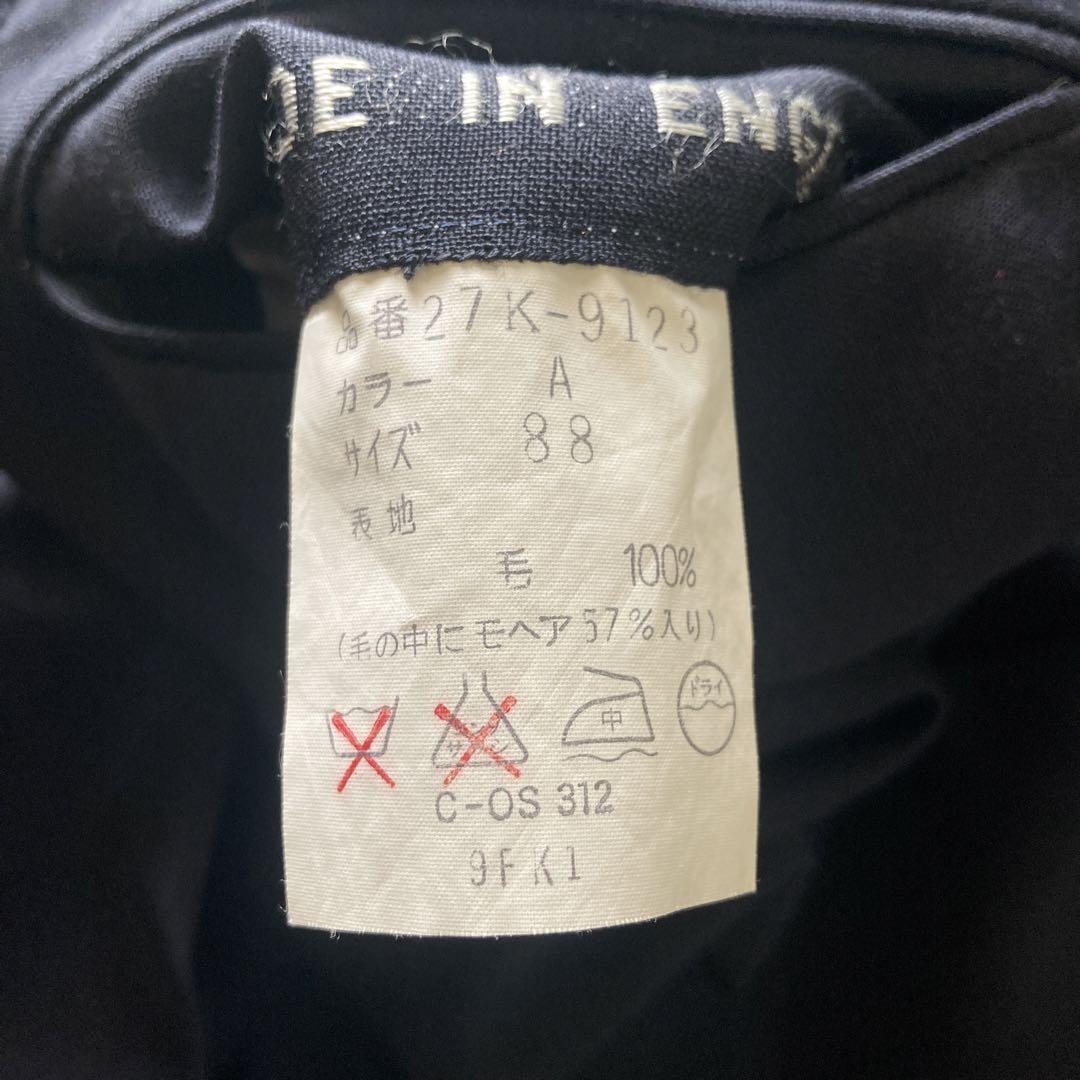 DE IN ENG
品番27K-9123
カラー A
サイズ 88
表地
毛 100%
(毛の中にモヘア57%入り)
中 ドライ
C-OS 312
9FK1